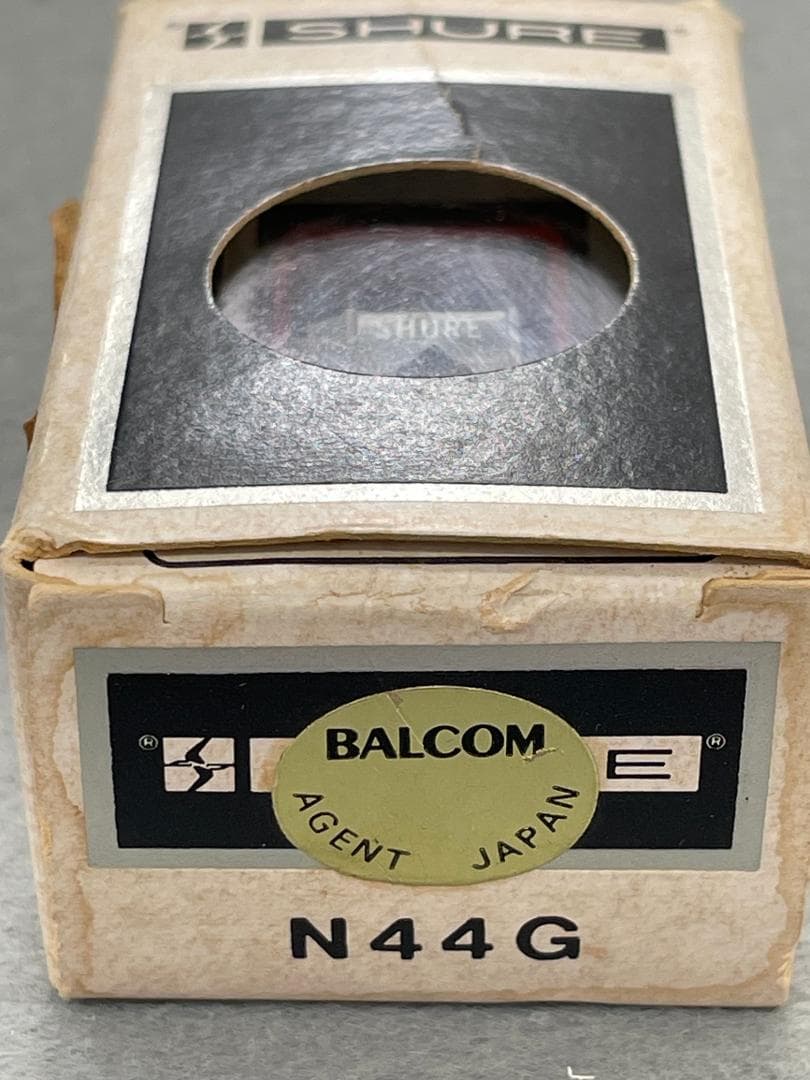 ® SHURE ®
SHURE
BALCOM
® E ®
AGENT JAPAN
N44G